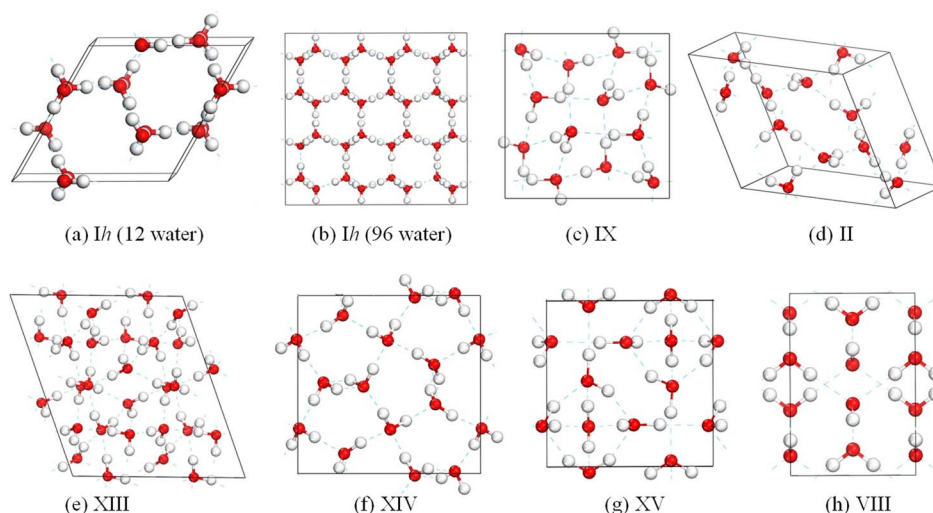 (a) Ih (12 water)
(b) Ih (96 water)
(c) IX
(d) II
(e) XIII
(f) XIV
(g) XV
(h) VIII